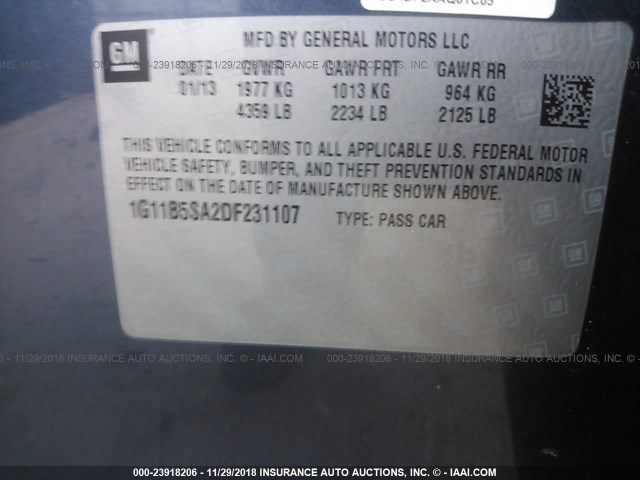 GM
MFD BY GENERAL MOTORS LLC
DATE GVWR GAWR FRT GAWR RR
01/13 1977 KG 1013 KG 964 KG
4359 LB 2234 LB 2125 LB
THIS VEHICLE CONFORMS TO ALL APPLICABLE U.S. FEDERAL MOTOR
VEHICLE SAFETY, BUMPER, AND THEFT PREVENTION STANDARDS IN
EFFECT ON THE DATE OF MANUFACTURE SHOWN ABOVE.
1G11B5SA2DF231107 TYPE: PASS CAR
000-23918206 - 11/29/2018 INSURANCE AUTO AUCTIONS, INC. - © IAAI.COM